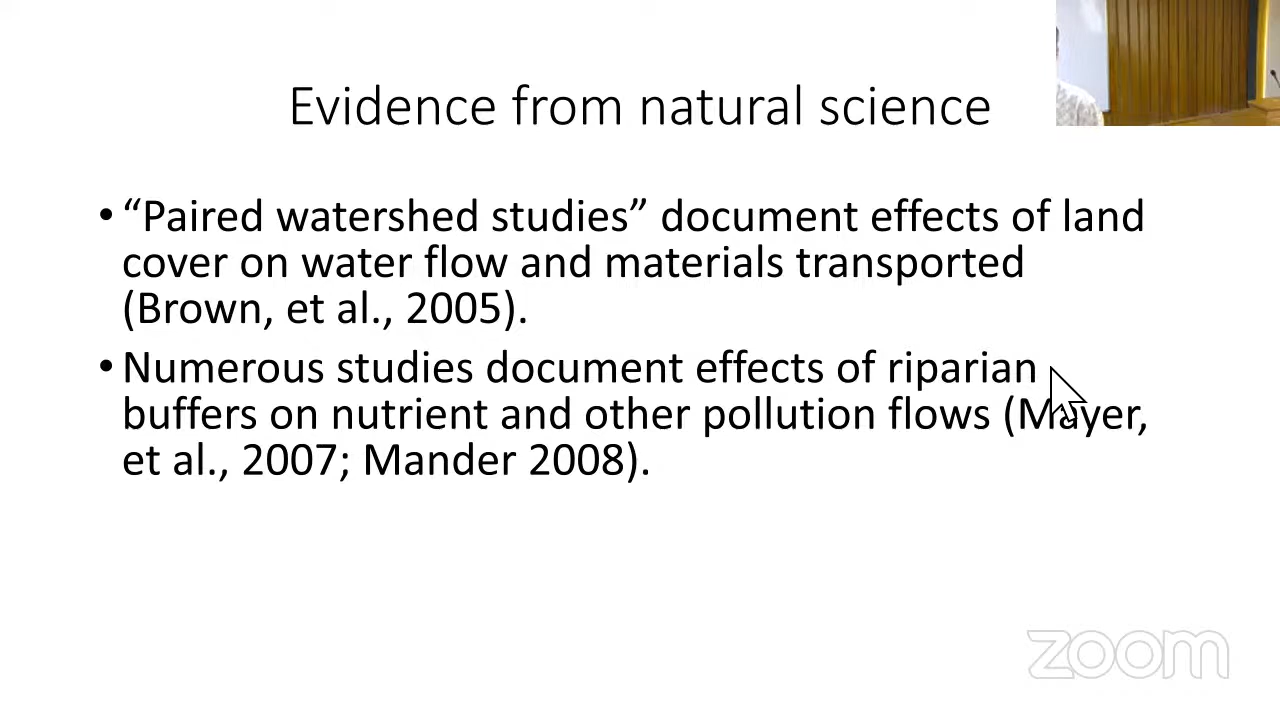 Evidence from natural science
• “Paired watershed studies” document effects of land
cover on water flow and materials transported
(Brown, et al., 2005).
• Numerous studies document effects of riparian
buffers on nutrient and other pollution flows (Mayer,
et al., 2007; Mander 2008).
zoom